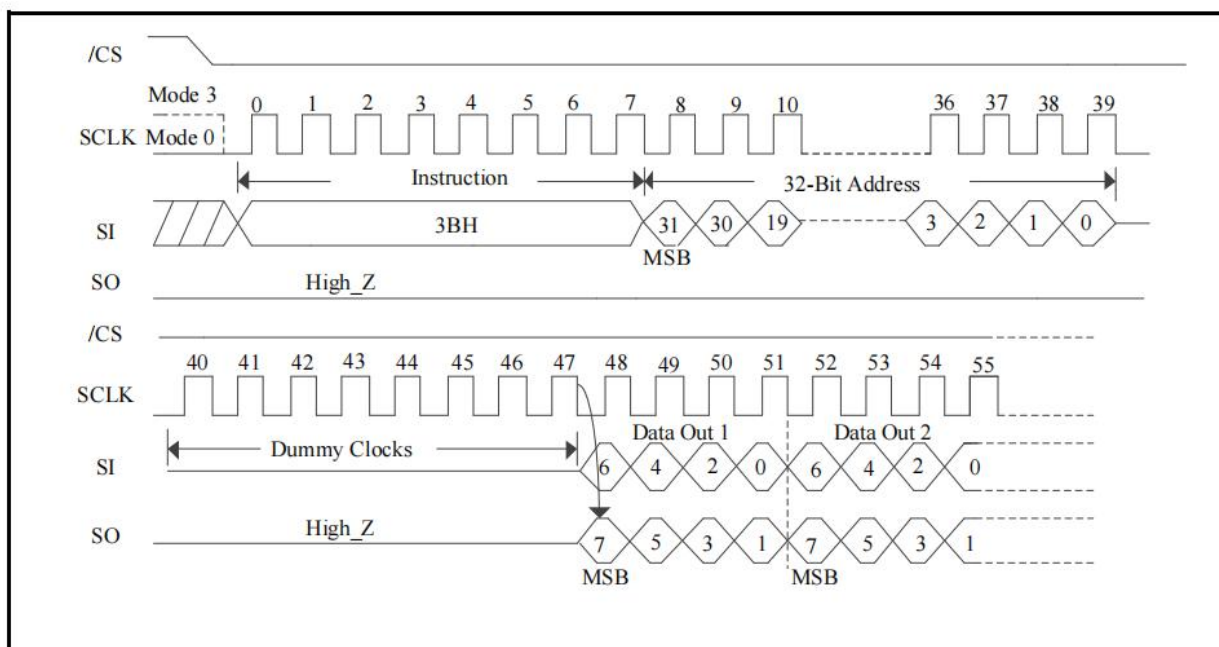 /CS
Mode 3
0 1 2 3 4 5 6 7 8 9 10 36 37 38 39
SCLK Mode 0
Instruction 32-Bit Address
SI 3BH 31 30 19 3 2 1 0
MSB
SO High_Z
/CS
40 41 42 43 44 45 46 47 48 49 50 51 52 53 54 55
SCLK
Dummy Clocks Data Out 1 Data Out 2
SI 6 4 2 0 6 4 2 0
SO High_Z 7 5 3 1 7 5 3 1
MSB MSB